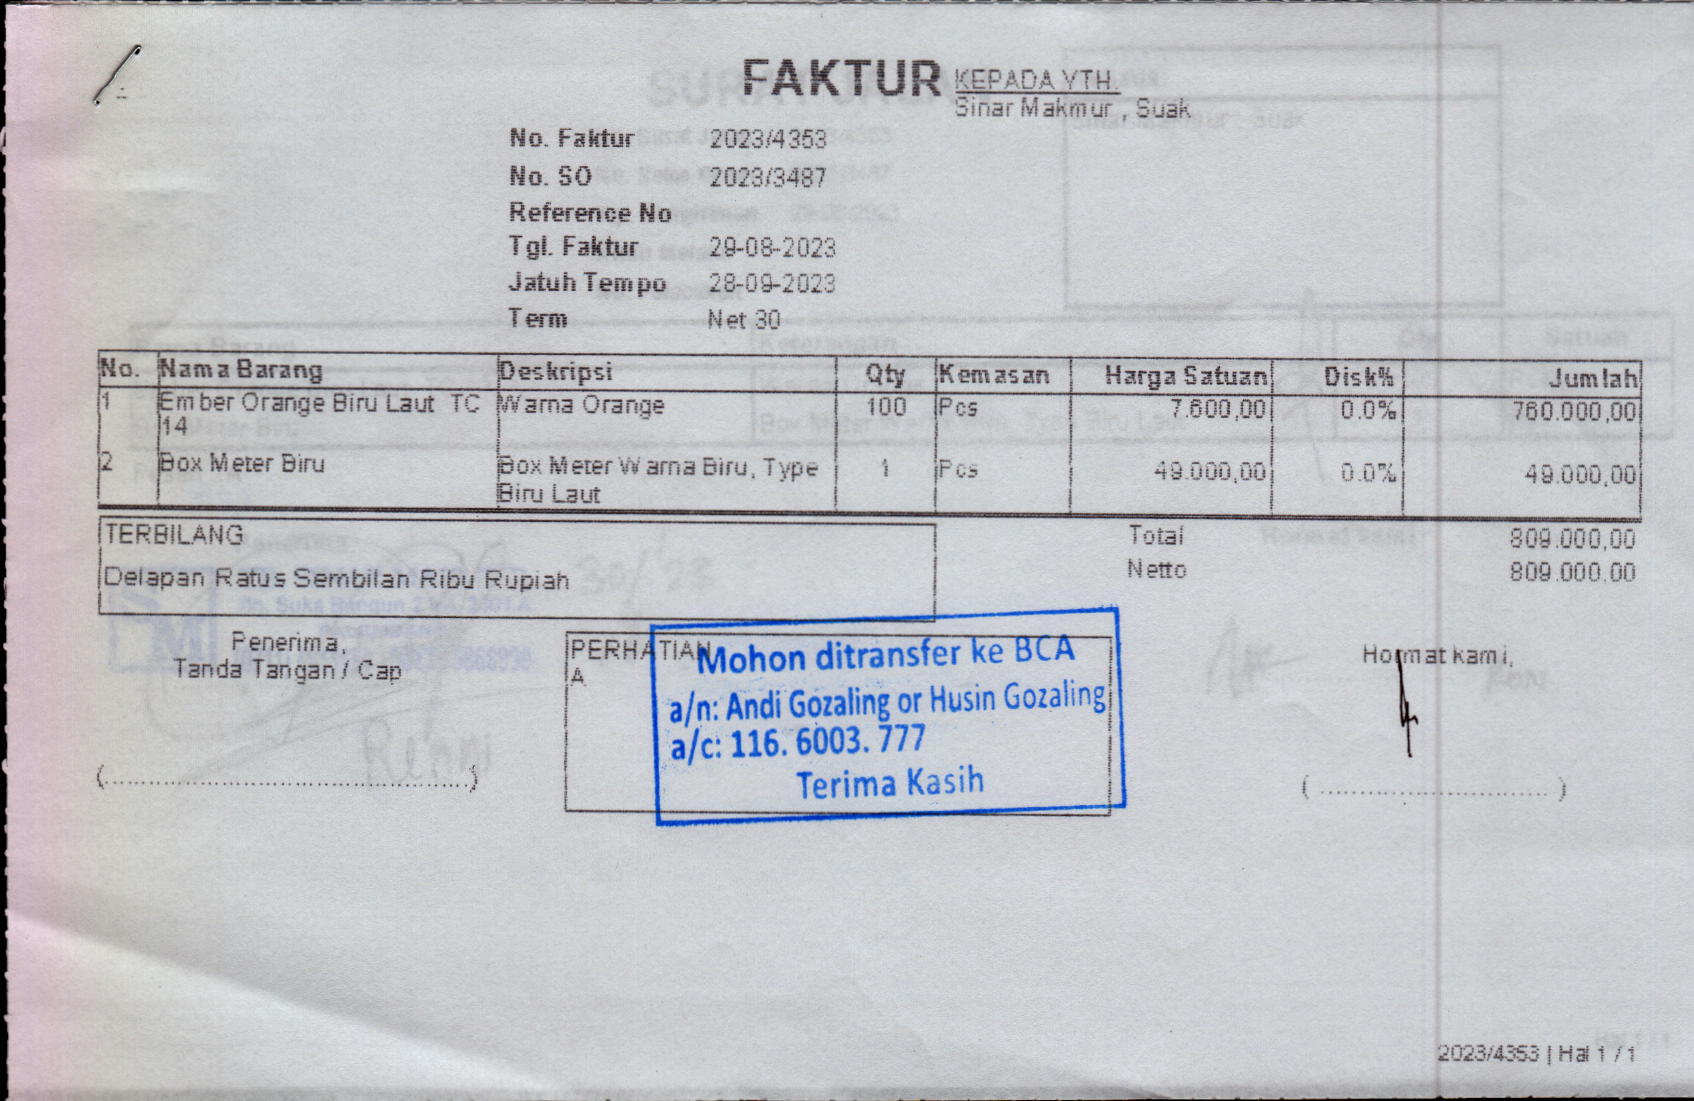 FAKTUR
KEPADA YTH.
Sinar Makmur , Suak
No. Faktur 2023/4353
No. SO 2023/3487
Reference No
Tgl. Faktur 29-08-2023
Jatuh Tempo 28-09-2023
Term Net 30
No. Nama Barang Deskripsi Qty Kemasan Harga Satuan Disk% Jumlah
1 Ember Orange Biru Laut TC Warna Orange 100 Pcs 7.600,00 0.0% 760.000,00
14
2 Box Meter Biru Box Meter Warna Biru, Type 1 Pcs 49.000,00 0.0% 49.000,00
Biru Laut
TERBILANG
Delapan Ratus Sembilan Ribu Rupiah
Total 809.000,00
Netto 809.000,00
Penerima,
Tanda Tangan / Cap
(........................................................)
PERHATIAN
A
Mohon ditransfer ke BCA
a/n: Andi Gozaling or Husin Gozaling
a/c: 116. 6003. 777
Terima Kasih
Hormat kami,
( .................................. )
2023/4353 | Hal 1 / 1